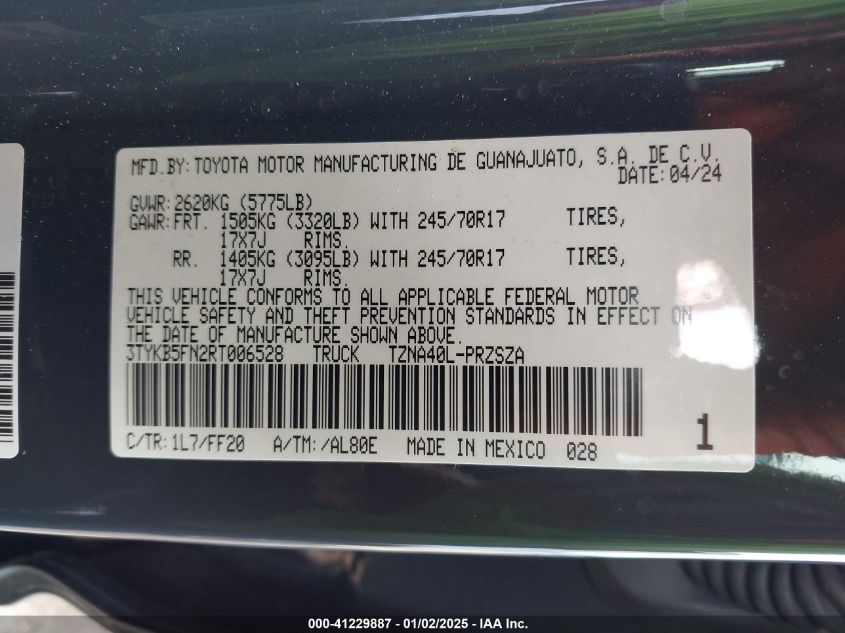 MFD.BY:TOYOTA MOTOR MANUFACTURING DE GUANAJUATO, S.A. DE C.V.
DATE:04/24
GVWR:2620KG (5775LB)
GAWR:FRT. 1505KG (3320LB) WITH 245/70R17 TIRES,
17X7J RIMS.
RR. 1405KG (3095LB) WITH 245/70R17 TIRES,
17X7J RIMS.
THIS VEHICLE CONFORMS TO ALL APPLICABLE FEDERAL MOTOR
VEHICLE SAFETY AND THEFT PREVENTION STANDARDS IN EFFECT ON
THE DATE OF MANUFACTURE SHOWN ABOVE.
3TYKB5FN2RT006528 TRUCK TZNA40L-PRZSZA
C/TR:1L7/FF20 A/TM:/AL80E MADE IN MEXICO 028 1
000-41229887 - 01/02/2025 - IAA Inc.